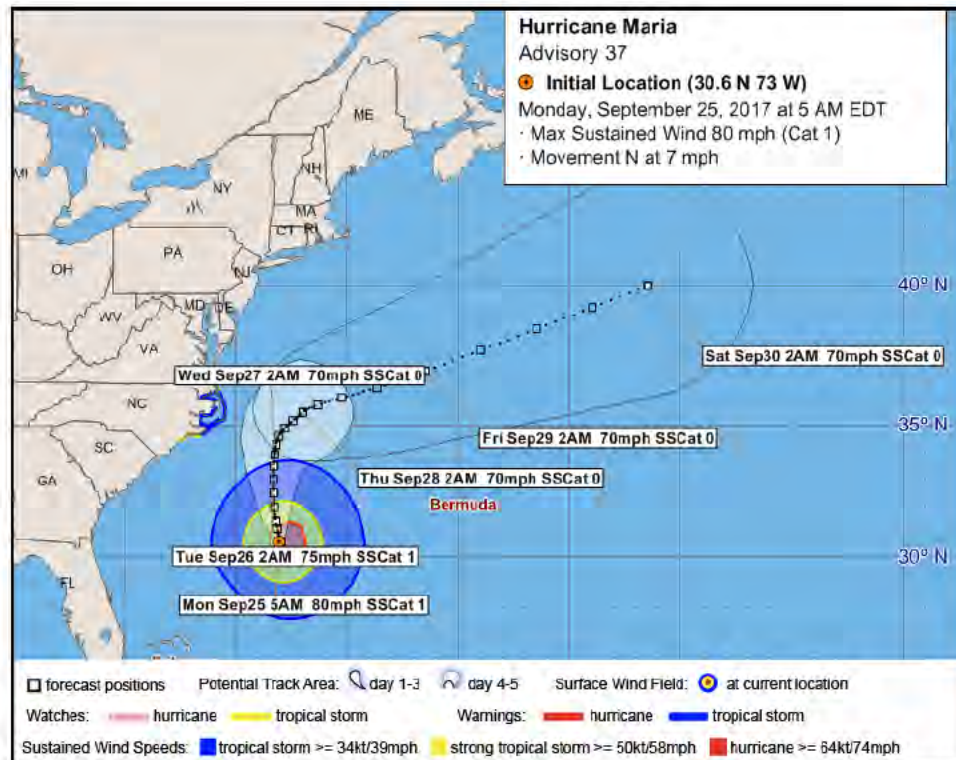 Hurricane Maria
Advisory 37
Initial Location (30.6 N 73 W)
Monday, September 25, 2017 at 5 AM EDT
· Max Sustained Wind 80 mph (Cat 1)
· Movement N at 7 mph
ME
MI
NH
NY
MA
CT RI
PA
NJ
OH
MD DE
WV
VA
NC
SC
GA
FL
40° N
35° N
30° N
Sat Sep30 2AM 70mph SSCat 0
Wed Sep27 2AM 70mph SSCat 0
Fri Sep29 2AM 70mph SSCat 0
Thu Sep28 2AM 70mph SSCat 0
Bermuda
Tue Sep26 2AM 75mph SSCat 1
Mon Sep25 5AM 80mph SSCat 1
forecast positions Potential Track Area: day 1-3 day 4-5 Surface Wind Field: at current location
Watches: hurricane tropical storm Warnings: hurricane tropical storm
Sustained Wind Speeds: tropical storm >= 34kt/39mph strong tropical storm >= 50kt/58mph hurricane >= 64kt/74mph